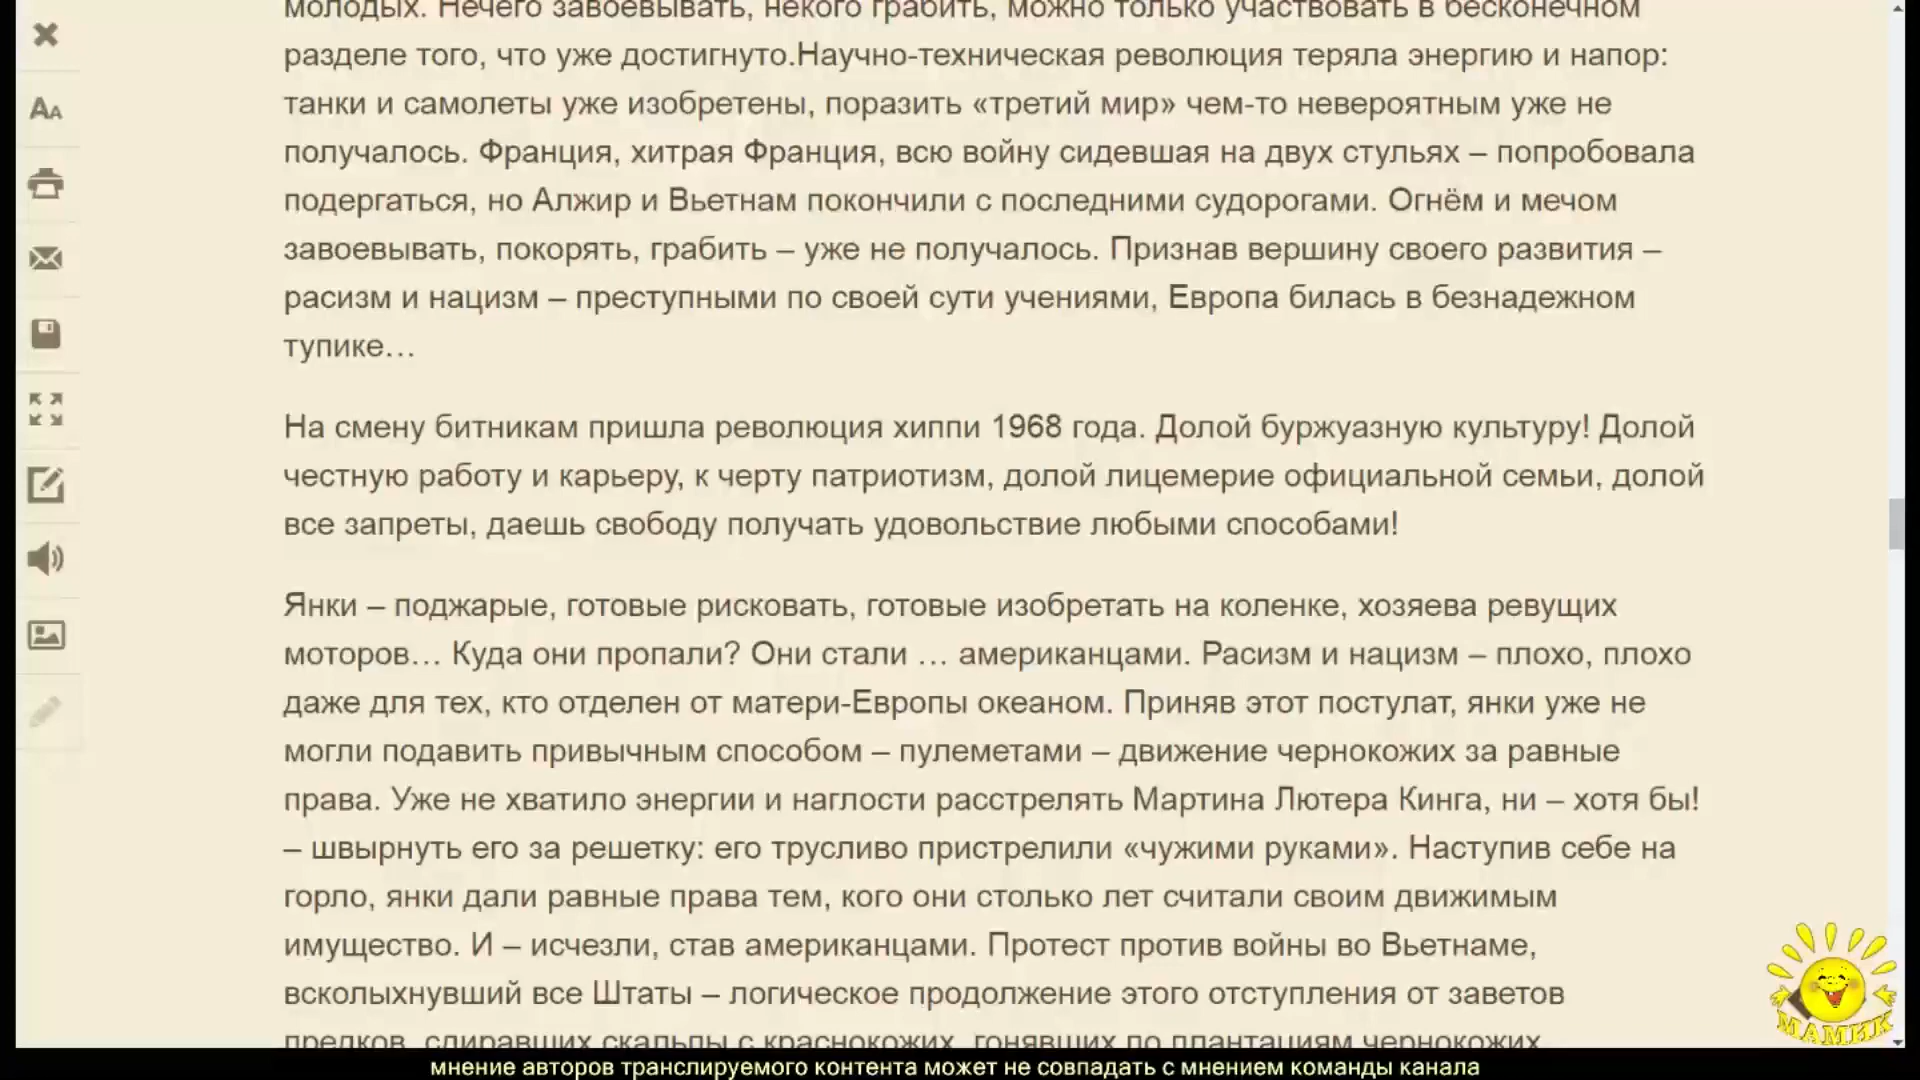 молодых. Нечего завоевывать, некого грабить, можно только участвовать в бесконечном
разделе того, что уже достигнуто.Научно-техническая революция теряла энергию и напор:
танки и самолеты уже изобретены, поразить «третий мир» чем-то невероятным уже не
получалось. Франция, хитрая Франция, всю войну сидевшая на двух стульях – попробовала
подергаться, но Алжир и Вьетнам покончили с последними судорогами. Огнём и мечом
завоевывать, покорять, грабить – уже не получалось. Признав вершину своего развития –
расизм и нацизм – преступными по своей сути учениями, Европа билась в безнадежном
тупике…
На смену битникам пришла революция хиппи 1968 года. Долой буржуазную культуру! Долой
честную работу и карьеру, к черту патриотизм, долой лицемерие официальной семьи, долой
все запреты, даешь свободу получать удовольствие любыми способами!
Янки – поджарые, готовые рисковать, готовые изобретать на коленке, хозяева ревущих
моторов… Куда они пропали? Они стали … американцами. Расизм и нацизм – плохо, плохо
даже для тех, кто отделен от матери-Европы океаном. Приняв этот постулат, янки уже не
могли подавить привычным способом – пулеметами – движение чернокожих за равные
права. Уже не хватило энергии и наглости расстрелять Мартина Лютера Кинга, ни – хотя бы!
– швырнуть его за решетку: его трусливо пристрелили «чужими руками». Наступив себе на
горло, янки дали равные права тем, кого они столько лет считали своим движимым
имущество. И – исчезли, став американцами. Протест против войны во Вьетнаме,
всколыхнувший все Штаты – логическое продолжение этого отступления от заветов
предков, сдиравших скальпы с краснокожих, гонявших по плантациям чернокожих,
МАМИК
мнение авторов транслируемого контента может не совпадать с мнением команды канала